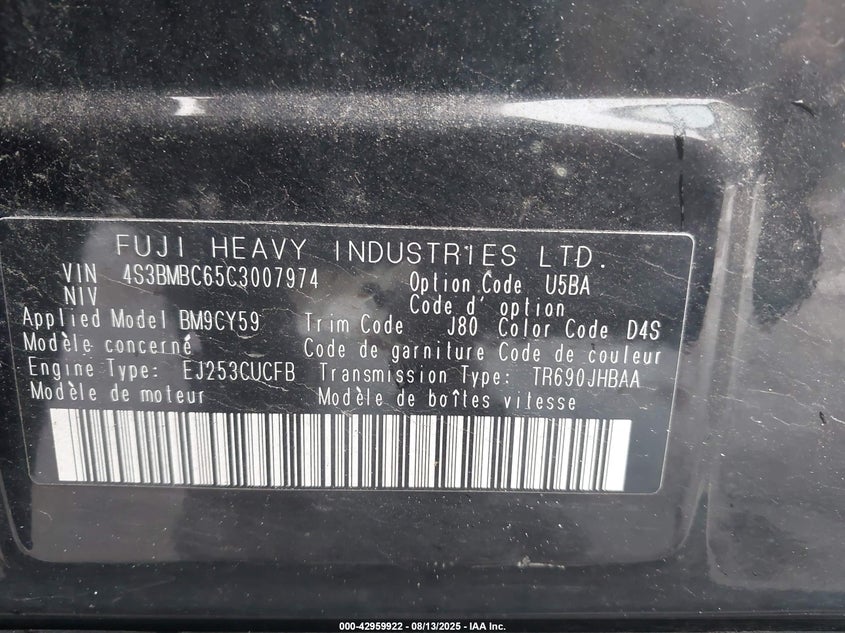 FUJI HEAVY INDUSTRIES LTD.
VIN 4S3BMBC65C3007974 Option Code U5BA
NIV Code d' option
Applied Model BM9CY59 Trim Code J80 Color Code D4S
Modèle concerné Code de garniture Code de couleur
Engine Type: EJ253CUCFB Transmission Type: TR690JHBAA
Modèle de moteur Modèle de boîtes vitesse
000-42959922 - 08/13/2025 - IAA Inc.